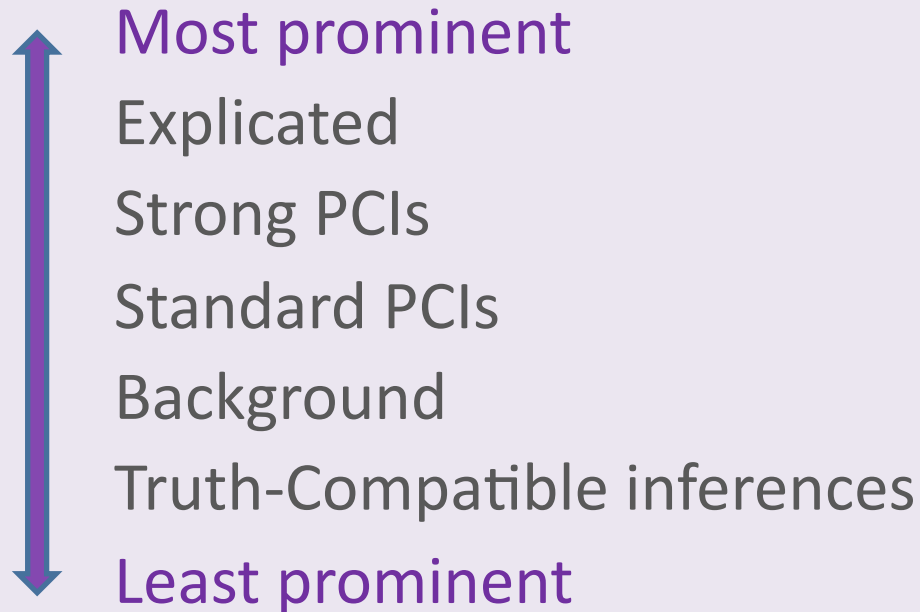 Most prominent
Explicated
Strong PCIs
Standard PCIs
Background
Truth-Compatible inferences
Least prominent